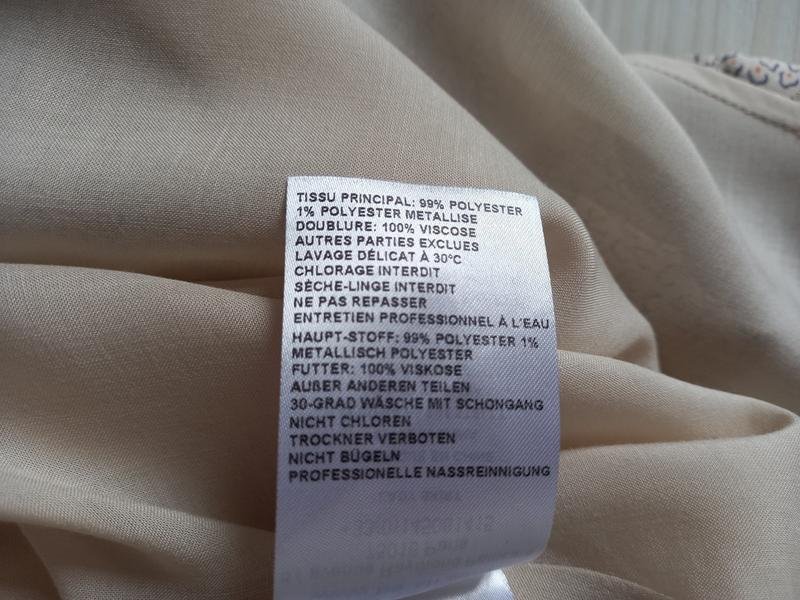 TISSU PRINCIPAL: 99% POLYESTER
1% POLYESTER METALLISE
DOUBLURE: 100% VISCOSE
AUTRES PARTIES EXCLUES
LAVAGE DÉLICAT À 30°C
CHLORAGE INTERDIT
SÈCHE-LINGE INTERDIT
NE PAS REPASSER
ENTRETIEN PROFESSIONNEL À L'EAU
HAUPT-STOFF: 99% POLYESTER 1%
METALLISCH POLYESTER
FUTTER: 100% VISKOSE
AUßER ANDEREN TEILEN
30-GRAD WÄSCHE MIT SCHONGANG
NICHT CHLOREN
TROCKNER VERBOTEN
NICHT BÜGELN
PROFESSIONELLE NASSREINNIGUNG